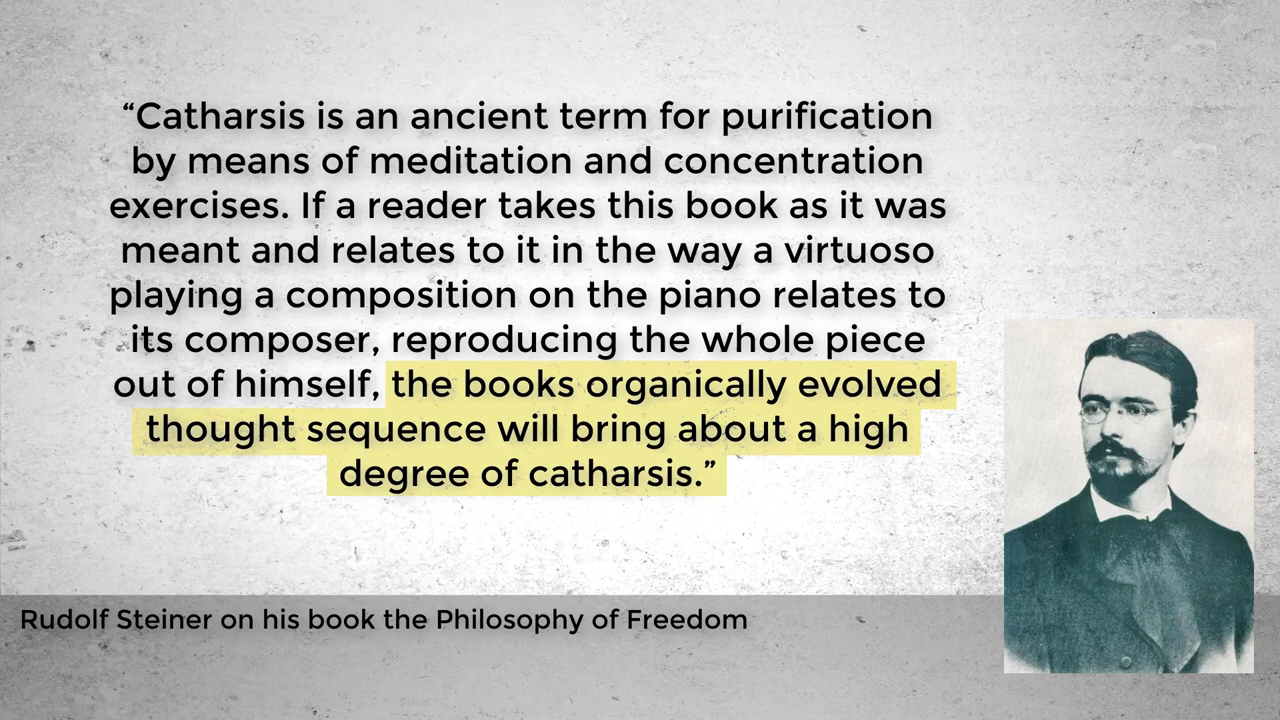 “Catharsis is an ancient term for purification
by means of meditation and concentration
exercises. If a reader takes this book as it was
meant and relates to it in the way a virtuoso
playing a composition on the piano relates to
its composer, reproducing the whole piece
out of himself, the books organically evolved
thought sequence will bring about a high
degree of catharsis.”
Rudolf Steiner on his book the Philosophy of Freedom